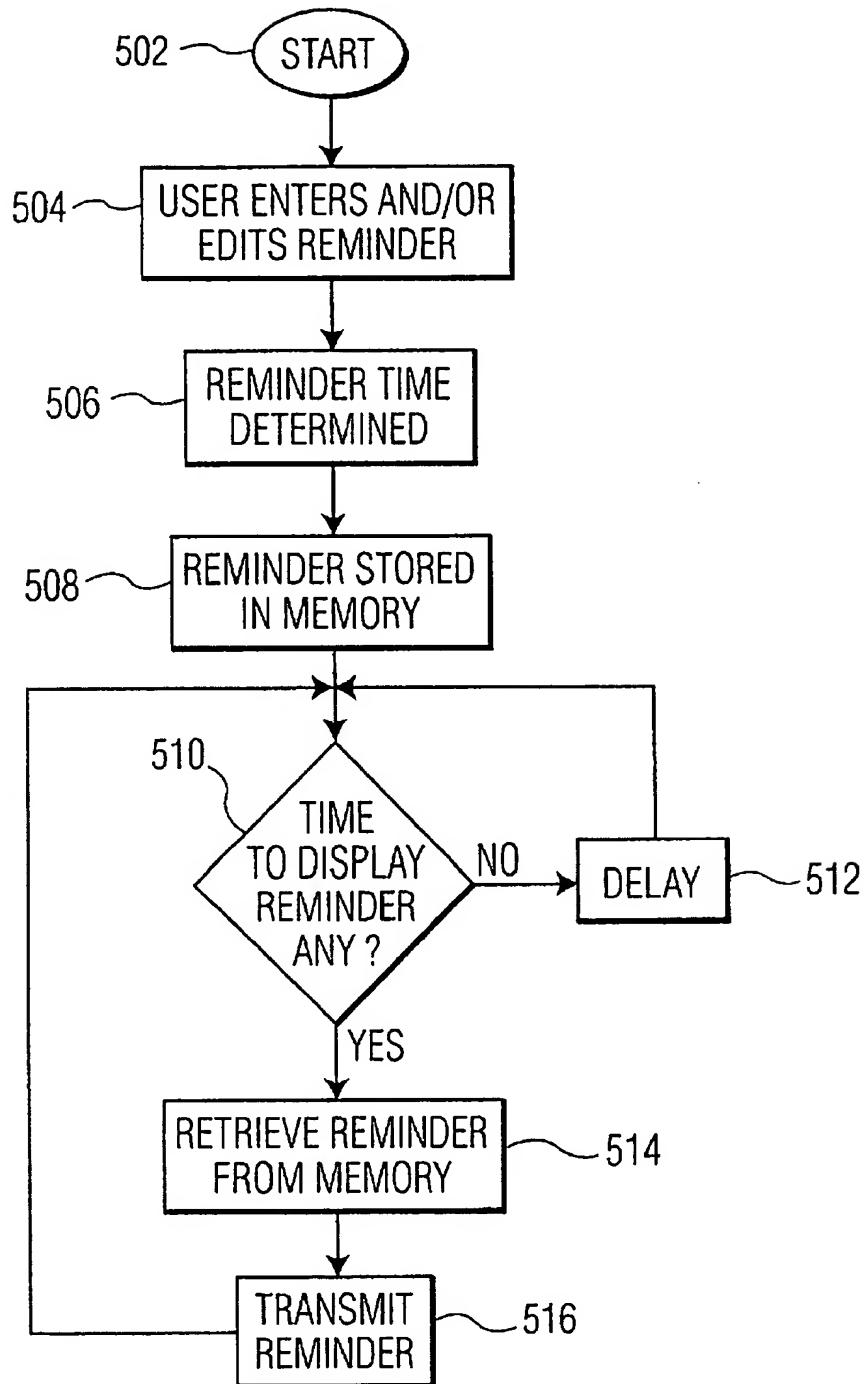 502
START
504
USER ENTERS AND/OR
EDITS REMINDER
506
REMINDER TIME
DETERMINED
508
REMINDER STORED
IN MEMORY
510
TIME
TO DISPLAY
REMINDER
ANY ?
NO
DELAY
512
YES
RETRIEVE REMINDER
FROM MEMORY
514
TRANSMIT
REMINDER
516